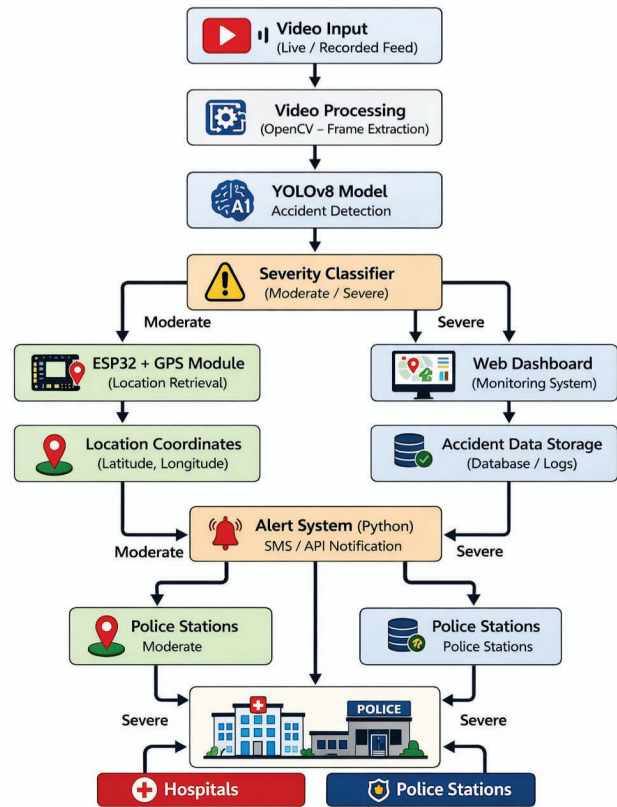 Video Input
(Live / Recorded Feed)
Video Processing
(OpenCV – Frame Extraction)
A1
YOLOv8 Model
Accident Detection
Severity Classifier
(Moderate / Severe)
Moderate
Severe
ESP32 + GPS Module
(Location Retrieval)
Web Dashboard
(Monitoring System)
Location Coordinates
(Latitude, Longitude)
Accident Data Storage
(Database / Logs)
Alert System (Python)
SMS / API Notification
Moderate
Severe
Police Stations
Moderate
Police Stations
Police Stations
POLICE
Severe
Severe
Hospitals
Police Stations